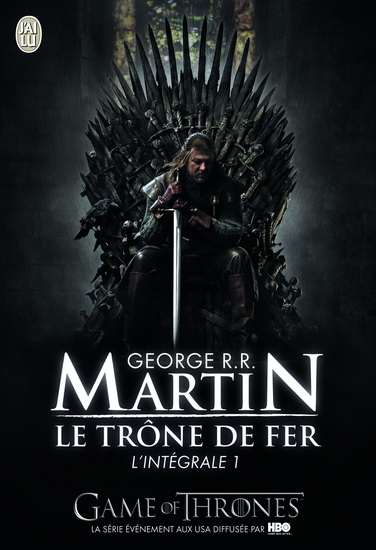 J'AI
LU
GEORGE R.R.
MARTIN
LE TRÔNE DE FER
L'INTÉGRALE 1
GAME OF THRONES
LA SÉRIE ÉVÉNEMENT AUX USA DIFFUSÉE PAR HBO